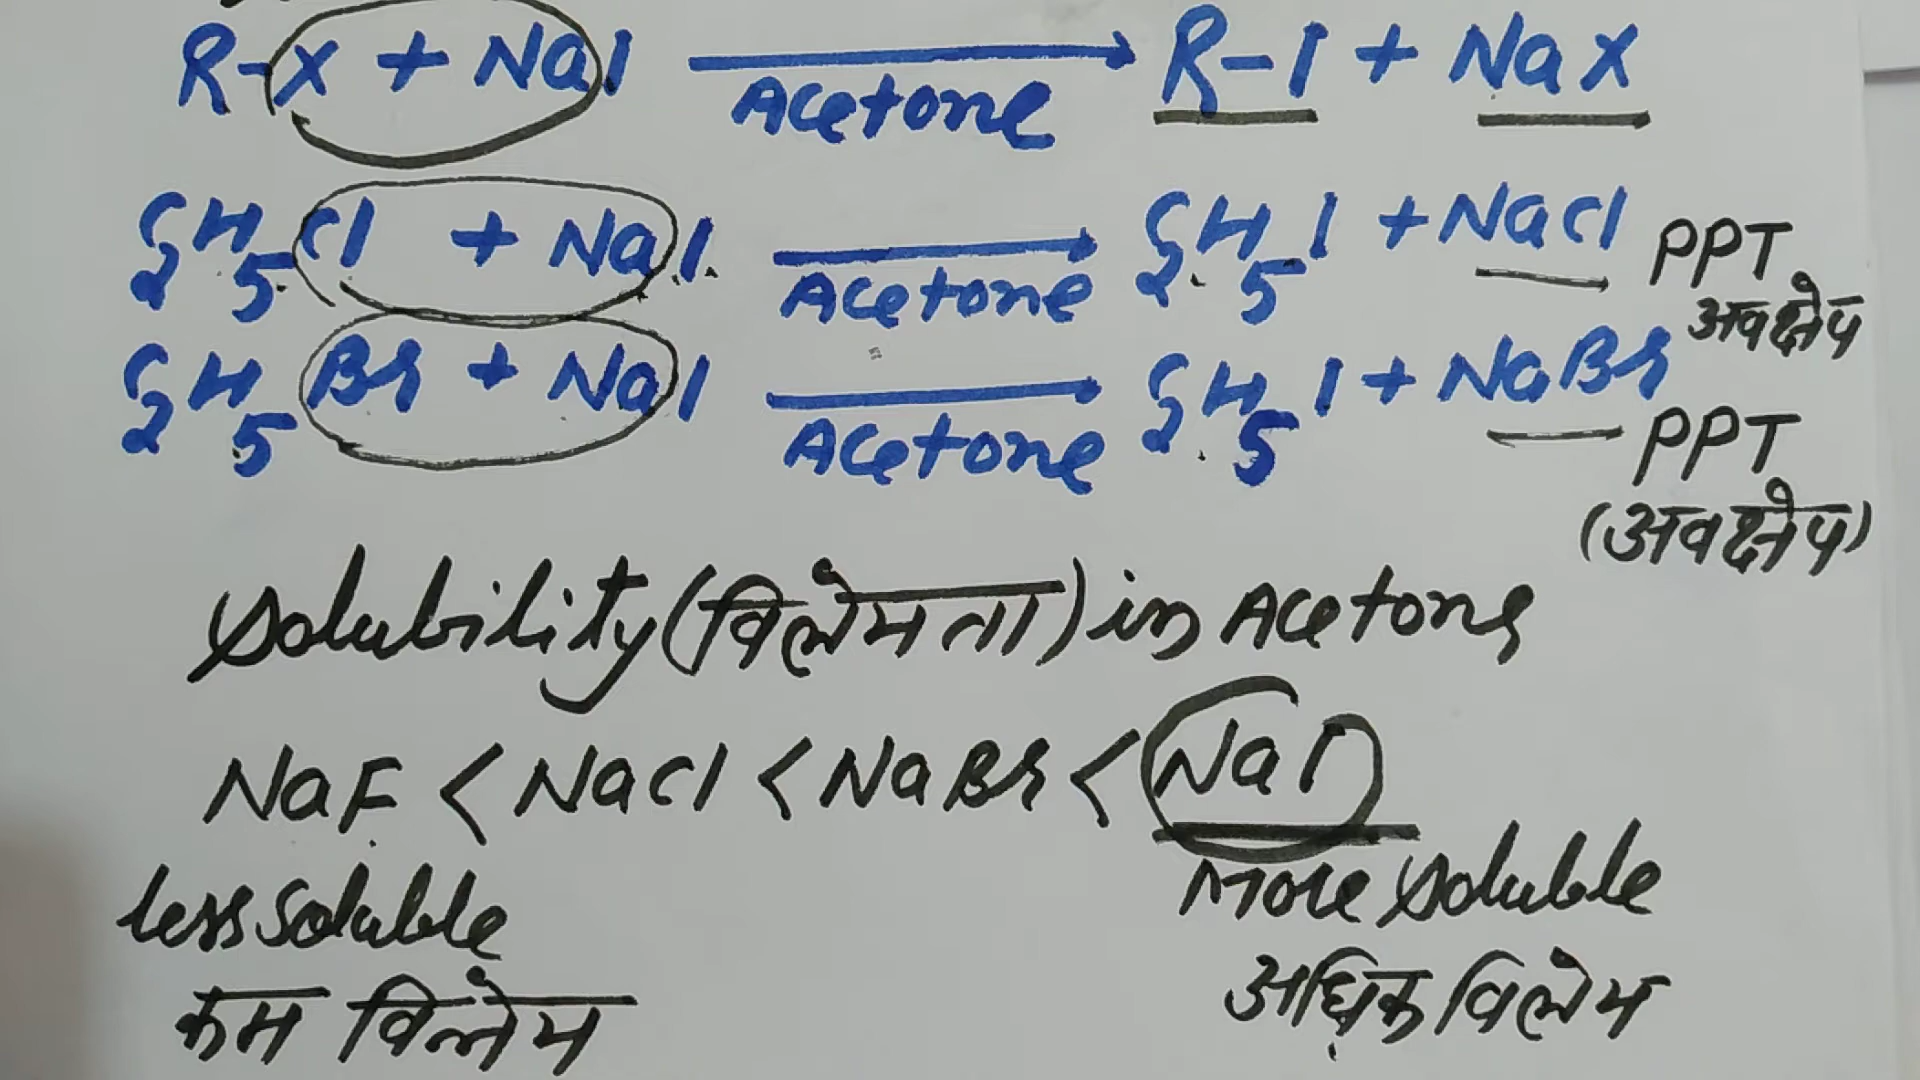 R-X + NaI Acetone R-I + NaX
C2H5Cl + NaI Acetone C2H5I + NaCl PPT
अवक्षेप
C2H5Br + NaI Acetone C2H5I + NaBr PPT
(अवक्षेप)
Solubility (विलेयता) in Acetone
NaF < NaCl < NaBr < NaI
less soluble More soluble
कम विलेय अधिक विलेय